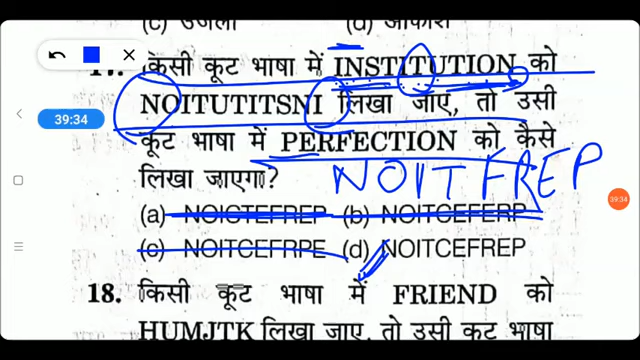 (c) उजला (d) आकाश
17. किसी कूट भाषा में INSTITUTION को
NOITUTITSNI लिखा जाए, तो उसी
39:34
कूट भाषा में PERFECTION को कैसे
लिखा जाएगा? NOITFREP
39:34
(a) NOICTEFREP (b) NOITCEFERP
(c) NOITCEFRPE (d) NOITCEFREP
18. किसी कूट भाषा में FRIEND को
HUMJTK लिखा जाए, तो उसी कूट भाषा